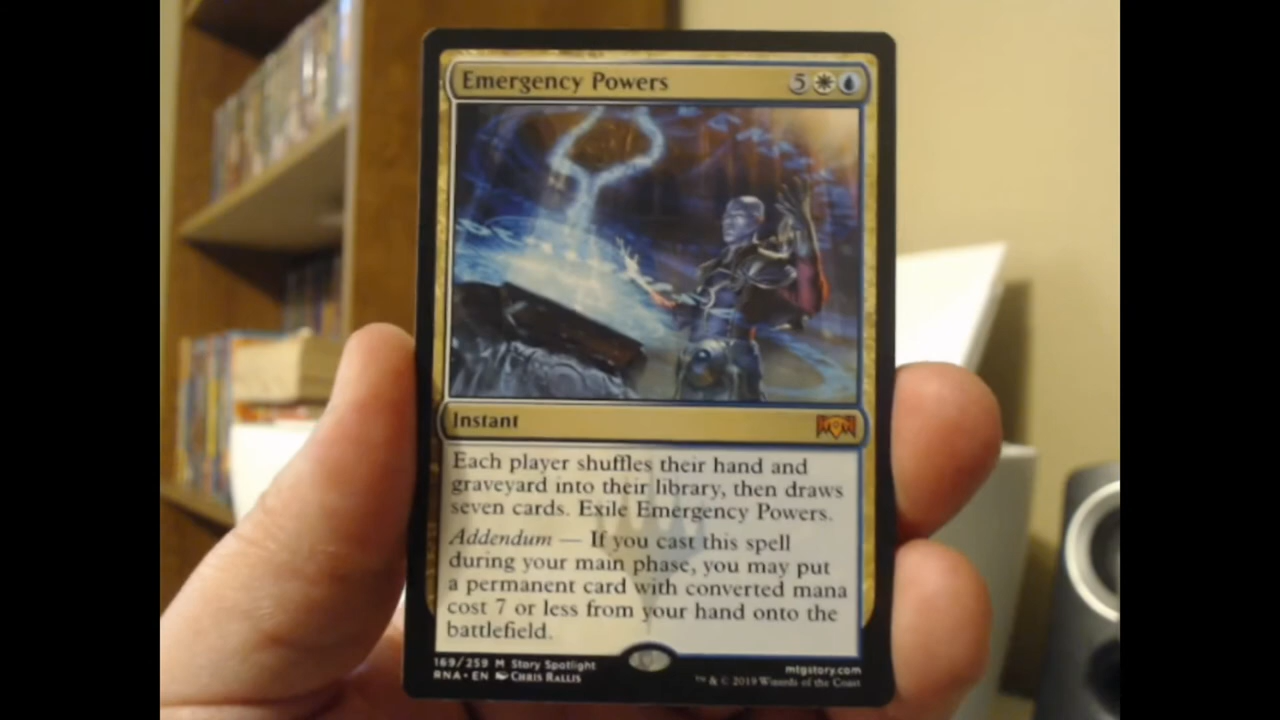 Emergency Powers 5
Instant
Each player shuffles their hand and
graveyard into their library, then draws
seven cards. Exile Emergency Powers.
Addendum — If you cast this spell
during your main phase, you may put
a permanent card with converted mana
cost 7 or less from your hand onto the
battlefield.
169/259 M Story Spotlight
RNA • EN Chris Rallis
mtgstory.com
™ & © 2019 Wizards of the Coast